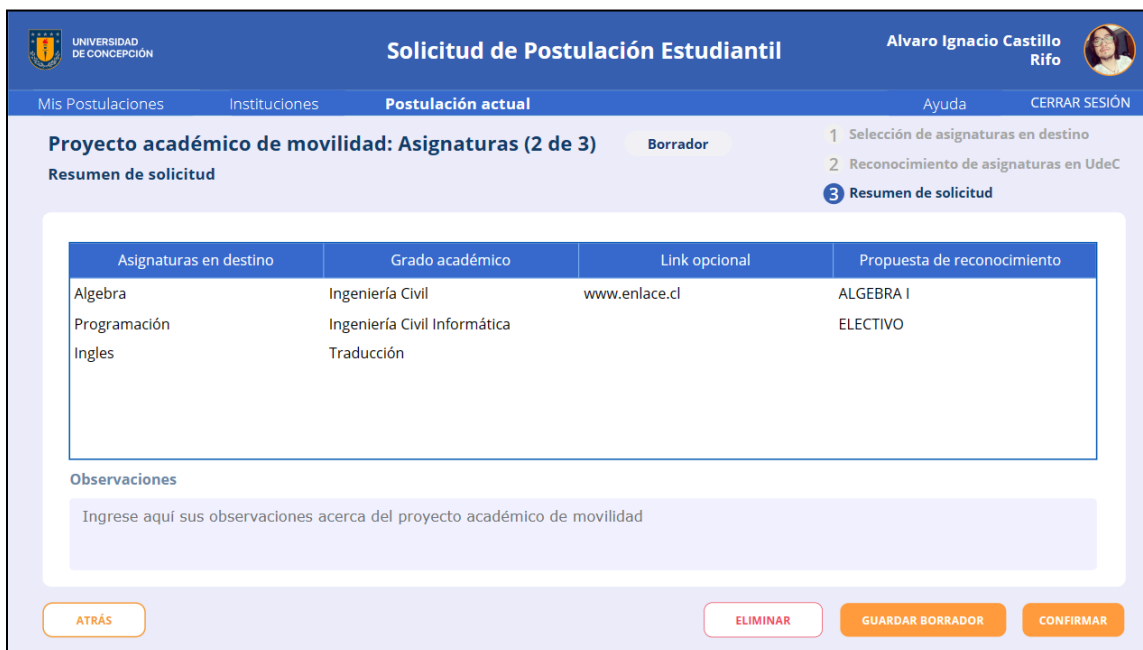 UNIVERSIDAD
DE CONCEPCIÓN
Solicitud de Postulación Estudiantil
Alvaro Ignacio Castillo
Rifo
Mis Postulaciones Instituciones Postulación actual Ayuda CERRAR SESIÓN
Proyecto académico de movilidad: Asignaturas (2 de 3) Borrador
Resumen de solicitud
1 Selección de asignaturas en destino
2 Reconocimiento de asignaturas en UdeC
3 Resumen de solicitud
Asignaturas en destino Grado académico Link opcional Propuesta de reconocimiento
Algebra Ingeniería Civil www.enlace.cl ALGEBRA I
Programación Ingeniería Civil Informática ELECTIVO
Ingles Traducción
Observaciones
Ingrese aquí sus observaciones acerca del proyecto académico de movilidad
ATRÁS ELIMINAR GUARDAR BORRADOR CONFIRMAR